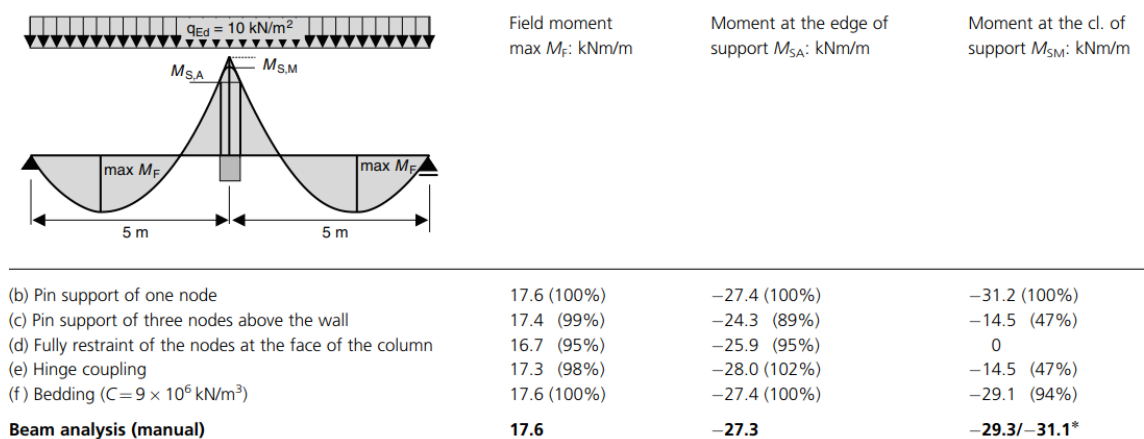 q_Ed = 10 kN/m²
M_S,A
M_S,M
max M_F
max M_F
5 m
5 m
Field moment
max M_F: kNm/m
Moment at the edge of
support M_SA: kNm/m
Moment at the cl. of
support M_SM: kNm/m
(b) Pin support of one node 17.6 (100%) −27.4 (100%) −31.2 (100%)
(c) Pin support of three nodes above the wall 17.4 (99%) −24.3 (89%) −14.5 (47%)
(d) Fully restraint of the nodes at the face of the column 16.7 (95%) −25.9 (95%) 0
(e) Hinge coupling 17.3 (98%) −28.0 (102%) −14.5 (47%)
(f) Bedding (C = 9 × 10⁶ kN/m³) 17.6 (100%) −27.4 (100%) −29.1 (94%)
Beam analysis (manual) 17.6 −27.3 −29.3/−31.1*